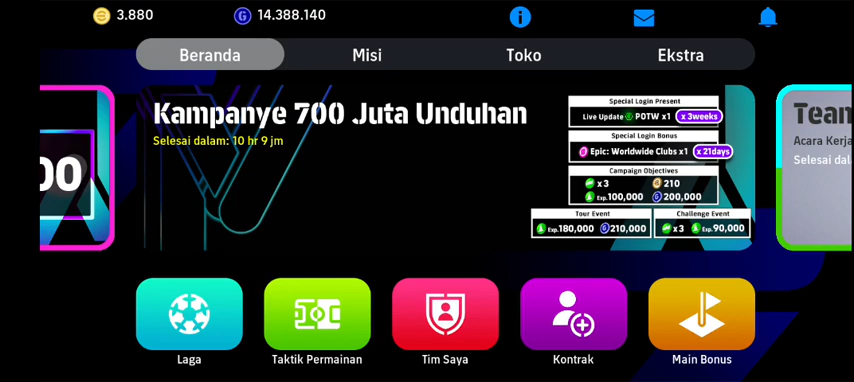 3.880
14.388.140
Beranda
Misi
Toko
Ekstra
00
Kampanye 700 Juta Unduhan
Selesai dalam: 10 hr 9 jm
Special Login Present
Live Update POTW x1 x 3weeks
Special Login Bonus
Epic: Worldwide Clubs x1 x 21days
Campaign Objectives
x3 210
Exp.100,000 200,000
Tour Event
Exp.180,000 210,000
Challenge Event
x3 Exp.90,000
Team
Acara Kerja
Selesai dal
Laga
Taktik Permainan
Tim Saya
Kontrak
Main Bonus